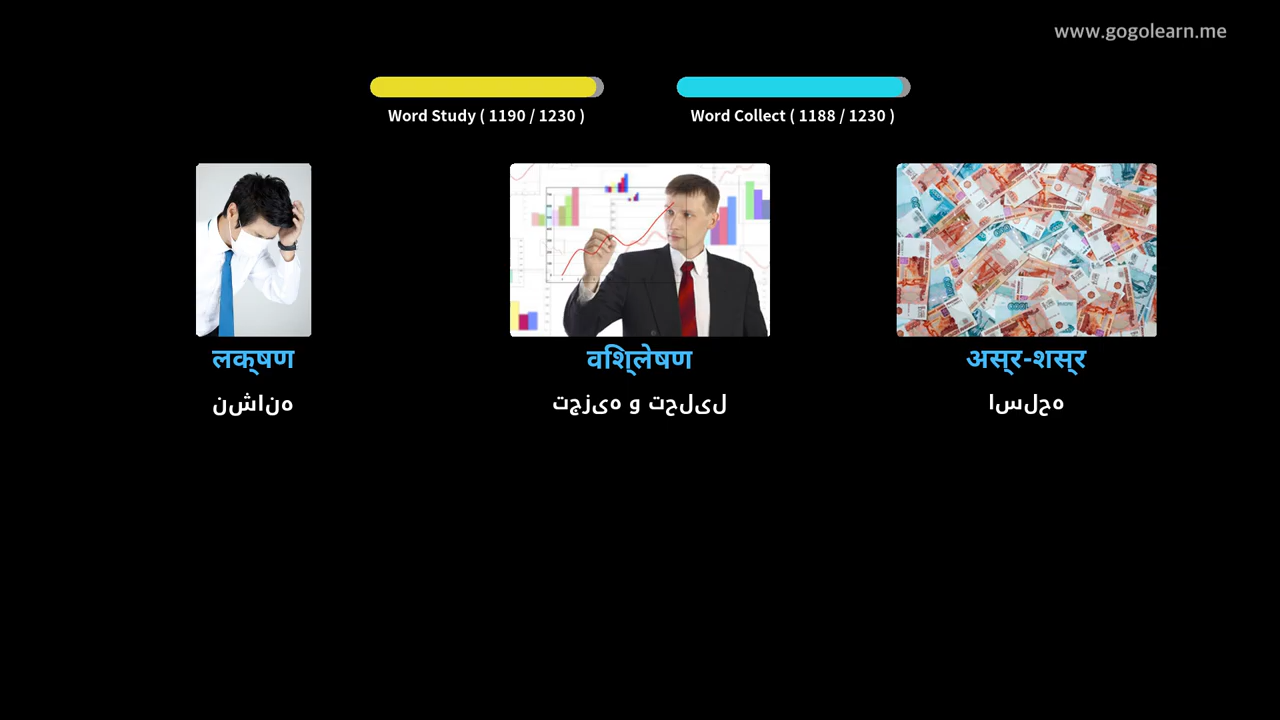 www.gogolearn.me
Word Study ( 1190 / 1230 )
Word Collect ( 1188 / 1230 )
लक्षण
विश्लेषण
अस्र-शस्र
نشانه
تجزیه و تحلیل
اسلحه